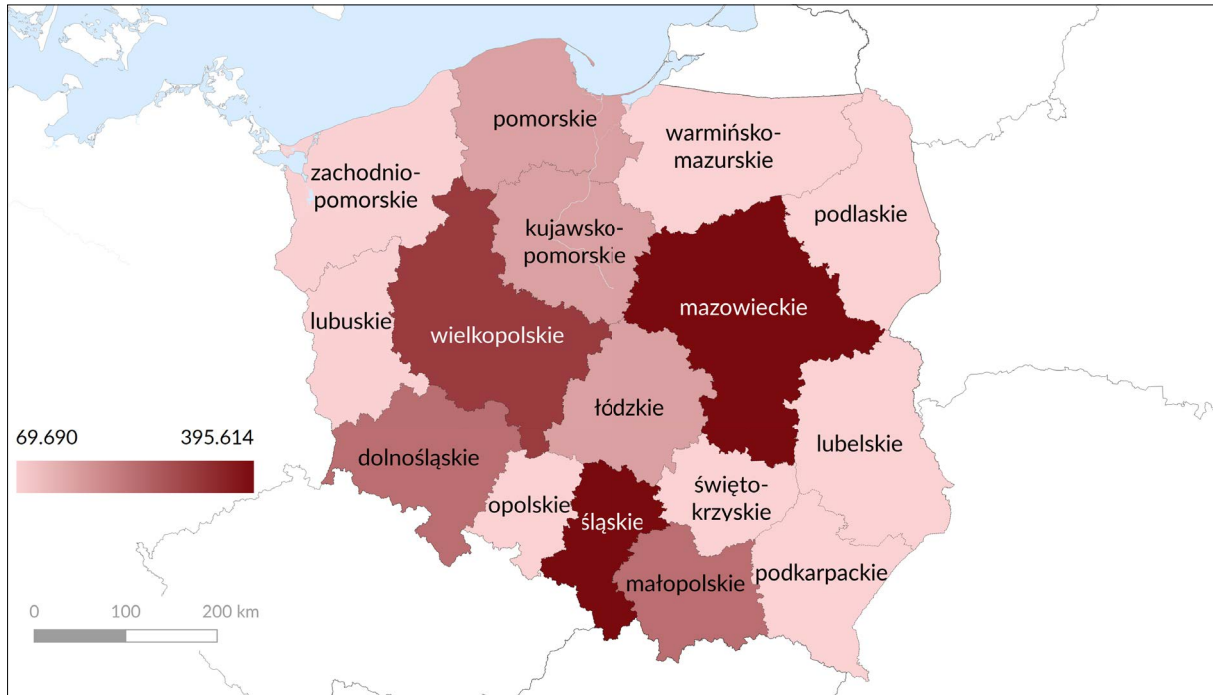 pomorskie
warmińsko-
mazurskie
zachodnio-
pomorskie
podlaskie
kujawsko-
pomorskie
mazowieckie
lubuskie
wielkopolskie
łódzkie
69.690 395.614
dolnośląskie
lubelskie
opolskie
święto-
krzyskie
śląskie
małopolskie
podkarpackie
0 100 200 km